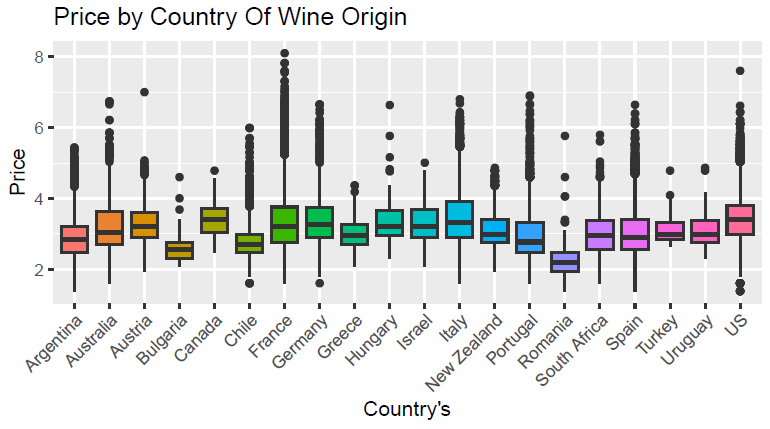 Price by Country Of Wine Origin
8
6
4
2
Price
Argentina
Australia
Austria
Bulgaria
Canada
Chile
France
Germany
Greece
Hungary
Israel
Italy
New Zealand
Portugal
Romania
South Africa
Spain
Turkey
Uruguay
US
Country's